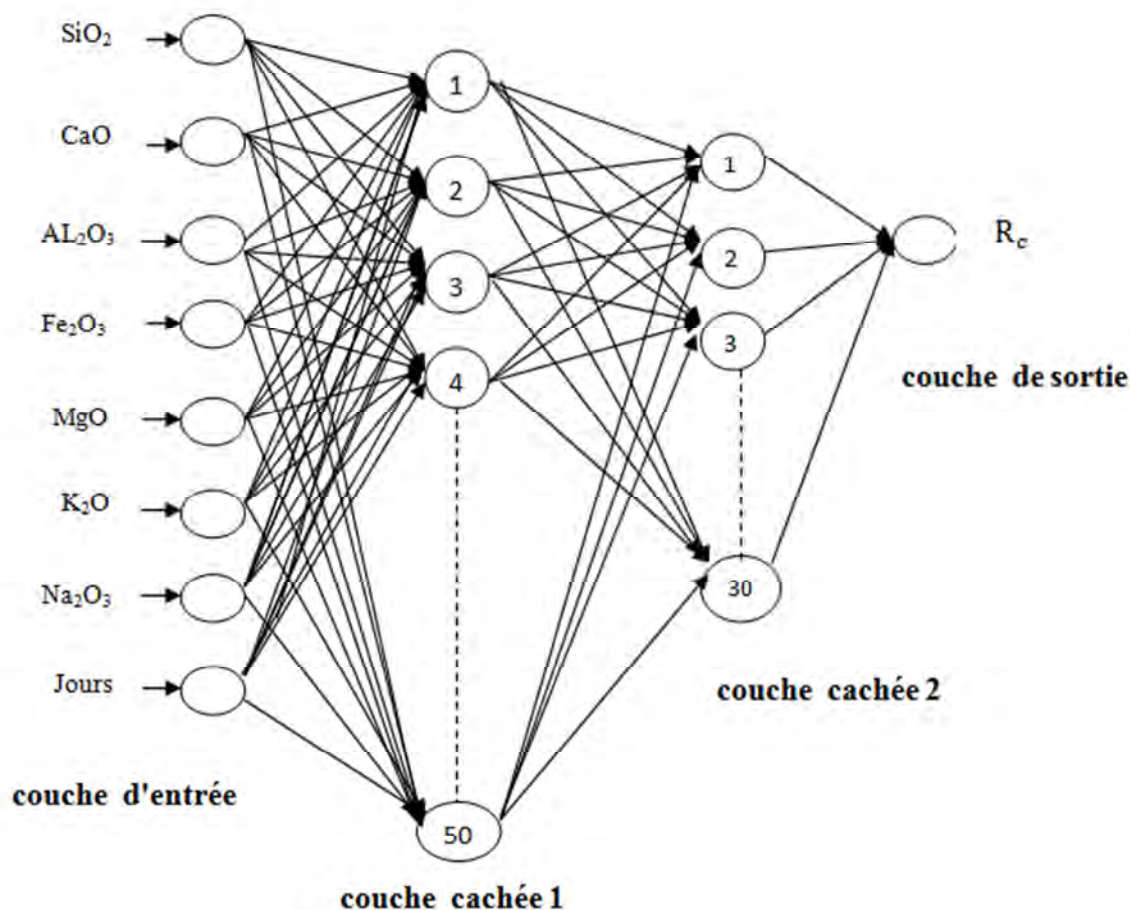 SiO₂
CaO
AL₂O₃
Fe₂O₃
MgO
K₂O
Na₂O₃
Jours
couche d'entrée
1
2
3
4
50
couche cachée 1
1
2
3
30
couche cachée 2
R_c
couche de sortie